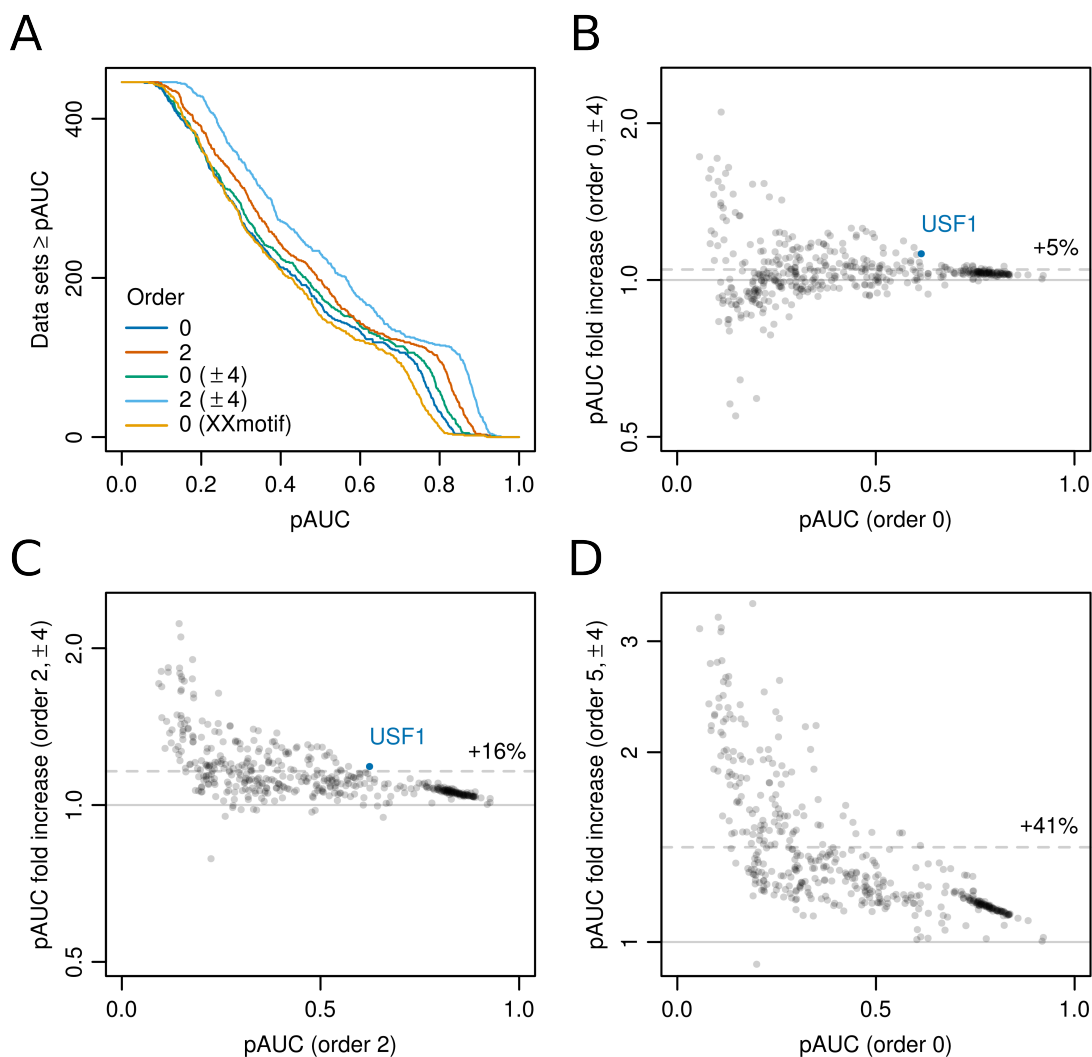 A
Data sets ≥ pAUC
400
200
0
Order
0
2
0 (±4)
2 (±4)
0 (XXmotif)
0.0 0.2 0.4 0.6 0.8 1.0
pAUC
B
pAUC fold increase (order 0, ±4)
2.0
1.0
0.5
USF1
+5%
0.0 0.5 1.0
pAUC (order 0)
C
pAUC fold increase (order 2, ±4)
2.0
1.0
0.5
USF1
+16%
0.0 0.5 1.0
pAUC (order 2)
D
pAUC fold increase (order 5, ±4)
3
2
1
+41%
0.0 0.5 1.0
pAUC (order 0)